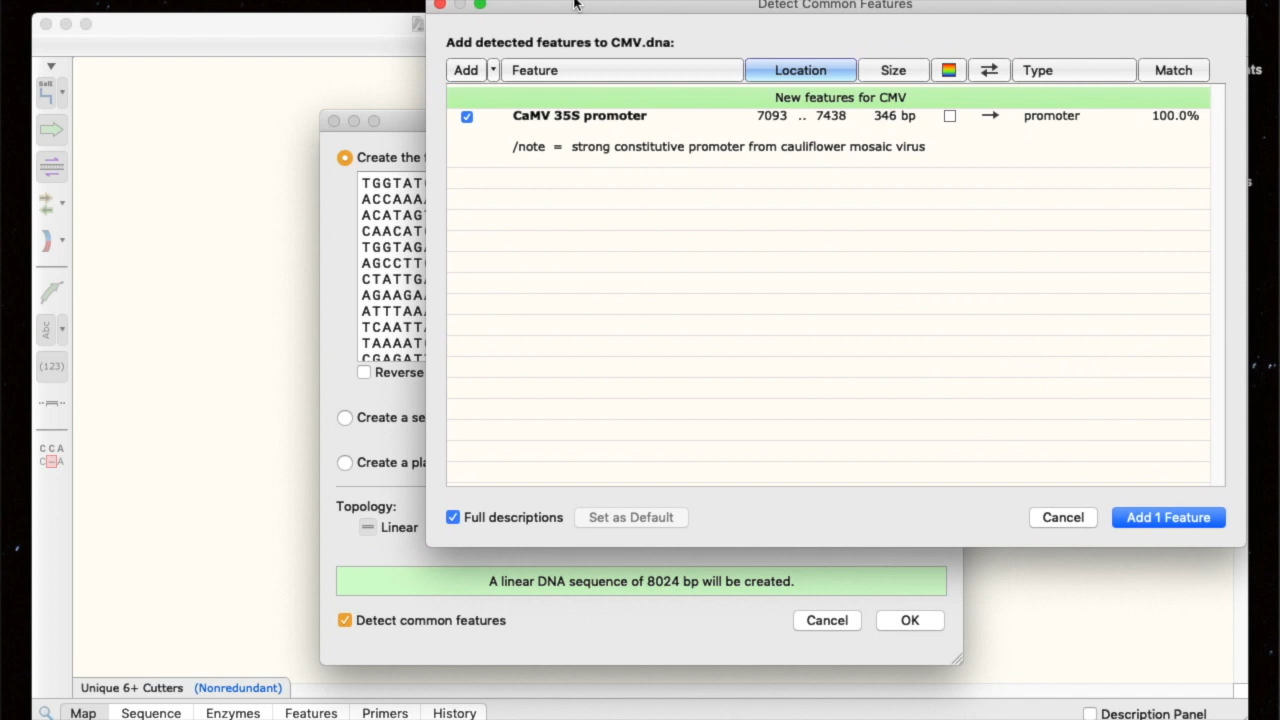 Detect Common Features
Add detected features to CMV.dna:
Add Feature Location Size Type Match
New features for CMV
CaMV 35S promoter 7093 .. 7438 346 bp → promoter 100.0%
/note = strong constitutive promoter from cauliflower mosaic virus
Full descriptions Set as Default Cancel Add 1 Feature
Create the f
TGGTAT
ACCAAA
ACATAG
CAACAT
TGGTAG
AGCCTT
CTATTG
AGAAGA
ATTTAA
TCAATT
TAAAAT
CGAGAT
Reverse
Create a se
Create a pla
Topology:
Linear
A linear DNA sequence of 8024 bp will be created.
Detect common features Cancel OK
Abc
(123)
CCA
C–A
Unique 6+ Cutters (Nonredundant)
Map Sequence Enzymes Features Primers History Description Panel